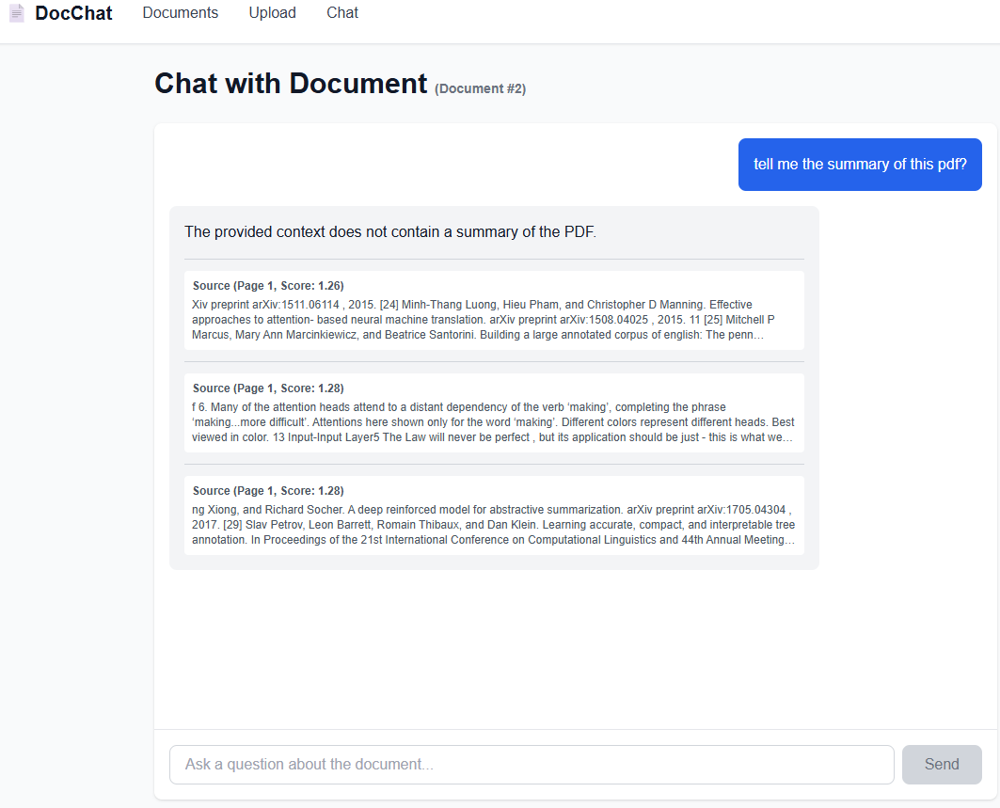 DocChat Documents Upload Chat
Chat with Document (Document #2)
tell me the summary of this pdf?
The provided context does not contain a summary of the PDF.
Source (Page 1, Score: 1.26)
Xiv preprint arXiv:1511.06114 , 2015. [24] Minh-Thang Luong, Hieu Pham, and Christopher D Manning. Effective
approaches to attention- based neural machine translation. arXiv preprint arXiv:1508.04025 , 2015. 11 [25] Mitchell P
Marcus, Mary Ann Marcinkiewicz, and Beatrice Santorini. Building a large annotated corpus of english: The penn…
Source (Page 1, Score: 1.28)
f 6. Many of the attention heads attend to a distant dependency of the verb ‘making’, completing the phrase
‘making...more difficult’. Attentions here shown only for the word ‘making’. Different colors represent different heads. Best
viewed in color. 13 Input-Input Layer5 The Law will never be perfect , but its application should be just - this is what we…
Source (Page 1, Score: 1.28)
ng Xiong, and Richard Socher. A deep reinforced model for abstractive summarization. arXiv preprint arXiv:1705.04304 ,
2017. [29] Slav Petrov, Leon Barrett, Romain Thibaux, and Dan Klein. Learning accurate, compact, and interpretable tree
annotation. In Proceedings of the 21st International Conference on Computational Linguistics and 44th Annual Meeting…
Ask a question about the document...
Send